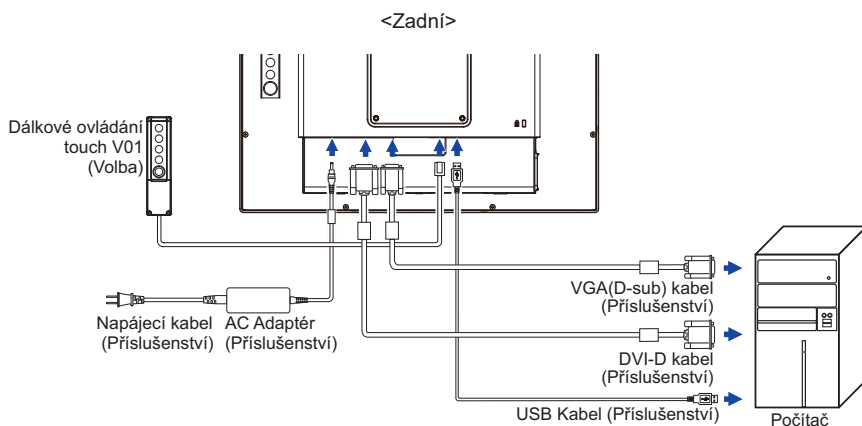 <Zadní>
Dálkové ovládání
touch V01
(Volba)
Napájecí kabel
(Příslušenství)
AC Adaptér
(Příslušenství)
VGA(D-sub) kabel
(Příslušenství)
DVI-D kabel
(Příslušenství)
USB Kabel (Příslušenství)
Počítač